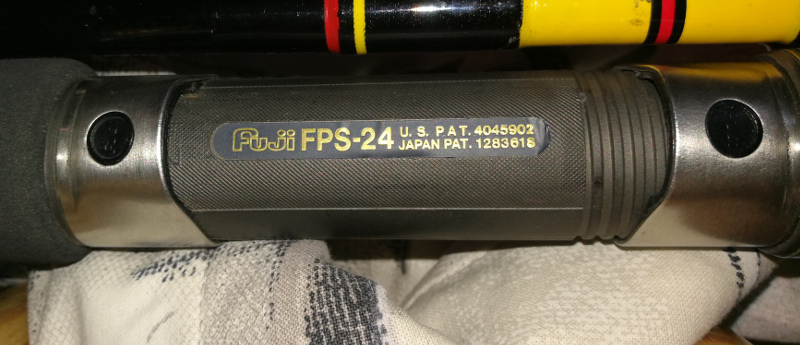 Fuji FPS-24 U.S. PAT. 4045902
JAPAN PAT. 1283618